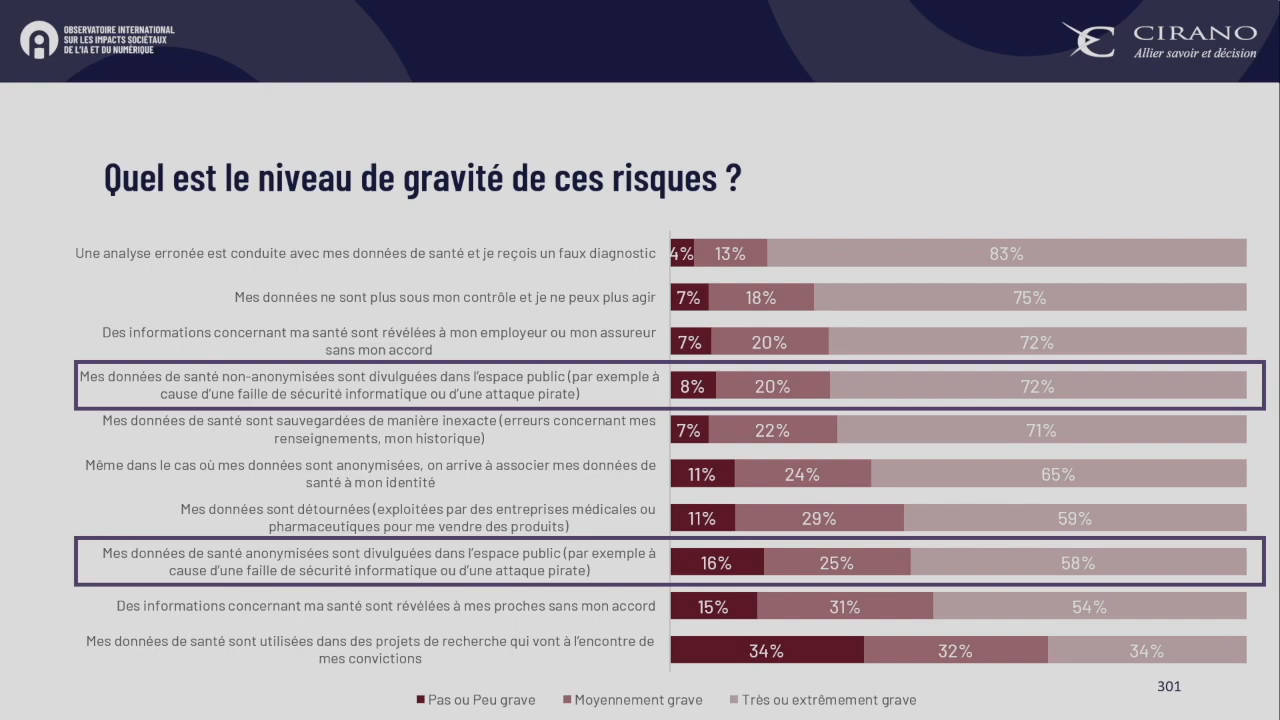 OBSERVATOIRE INTERNATIONAL
SUR LES IMPACTS SOCIÉTAUX
DE L'IA ET DU NUMÉRIQUE
CIRANO
Allier savoir et décision
Quel est le niveau de gravité de ces risques ?
Une analyse erronée est conduite avec mes données de santé et je reçois un faux diagnostic
4% 13% 83%
Mes données ne sont plus sous mon contrôle et je ne peux plus agir
7% 18% 75%
Des informations concernant ma santé sont révélées à mon employeur ou mon assureur
sans mon accord
7% 20% 72%
Mes données de santé non-anonymisées sont divulguées dans l'espace public (par exemple à
cause d'une faille de sécurité informatique ou d'une attaque pirate)
8% 20% 72%
Mes données de santé sont sauvegardées de manière inexacte (erreurs concernant mes
renseignements, mon historique)
7% 22% 71%
Même dans le cas où mes données sont anonymisées, on arrive à associer mes données de
santé à mon identité
11% 24% 65%
Mes données sont détournées (exploitées par des entreprises médicales ou
pharmaceutiques pour me vendre des produits)
11% 29% 59%
Mes données de santé anonymisées sont divulguées dans l'espace public (par exemple à
cause d'une faille de sécurité informatique ou d'une attaque pirate)
16% 25% 58%
Des informations concernant ma santé sont révélées à mes proches sans mon accord
15% 31% 54%
Mes données de santé sont utilisées dans des projets de recherche qui vont à l'encontre de
mes convictions
34% 32% 34%
301
Pas ou Peu grave Moyennement grave Très ou extrêmement grave